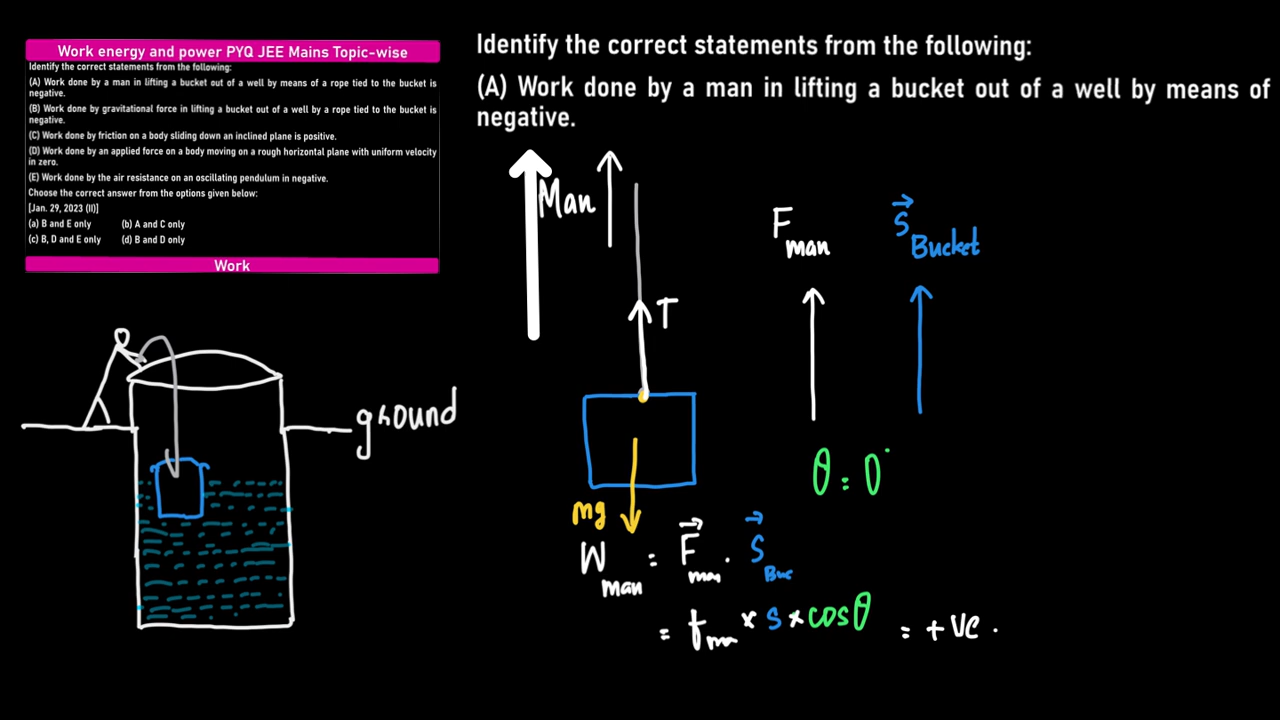 Work energy and power PYQ JEE Mains Topic-wise
Identify the correct statements from the following:
(A) Work done by a man in lifting a bucket out of a well by means of a rope tied to the bucket is
negative.
(B) Work done by gravitational force in lifting a bucket out of a well by a rope tied to the bucket is
negative.
(C) Work done by friction on a body sliding down an inclined plane is positive.
(D) Work done by an applied force on a body moving on a rough horizontal plane with uniform velocity
in zero.
(E) Work done by the air resistance on an oscillating pendulum in negative.
Choose the correct answer from the options given below:
[Jan. 29, 2023 (II)]
(a) B and E only (b) A and C only
(c) B, D and E only (d) B and D only
Work
Identify the correct statements from the following:
(A) Work done by a man in lifting a bucket out of a well by means of
negative.
Man
T
F man
S Bucket
ground
θ = 0°
mg
W man = F man . S Buc
= f ma × s × cosθ = +ve.